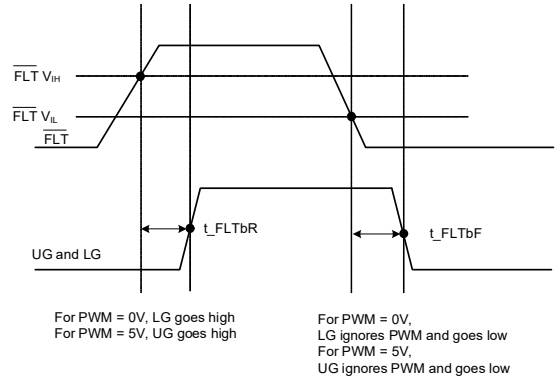 FLT VIH
FLT VIL
FLT
t_FLTbR
t_FLTbF
UG and LG
For PWM = 0V, LG goes high
For PWM = 5V, UG goes high
For PWM = 0V,
LG ignores PWM and goes low
For PWM = 5V,
UG ignores PWM and goes low